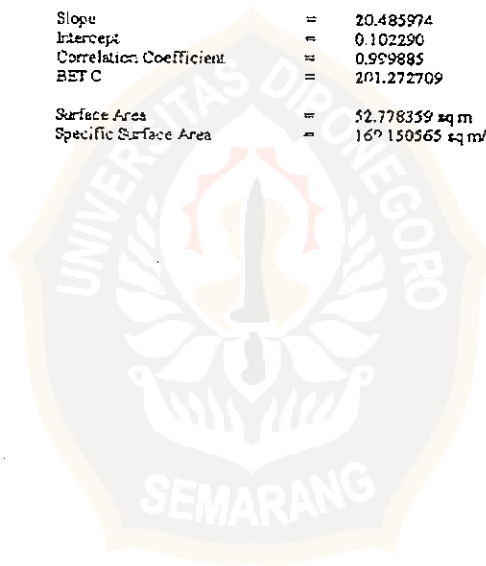 Slope = 20.485974
Intercept = 0.102290
Correlation Coefficient = 0.999885
BET C = 201.272709
Surface Area = 52.778359 sq m
Specific Surface Area = 150565 sq m/
UNIVERSITAS DIPONEGORO
SEMARANG